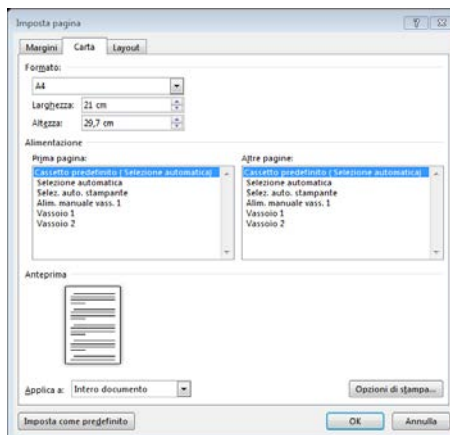 Imposta pagina
Margini Carta Layout
Formato:
A4
Larghezza: 21 cm
Altezza: 29,7 cm
Alimentazione
Prima pagina: Altre pagine:
Cassetto predefinito (Selezione automatica) Cassetto predefinito (Selezione automatica)
Selezione automatica Selezione automatica
Selez. auto. stampante Selez. auto. stampante
Alim. manuale vass. 1 Alim. manuale vass. 1
Vassoio 1 Vassoio 1
Vassoio 2 Vassoio 2
Anteprima
Applica a: Intero documento Opzioni di stampa...
Imposta come predefinito OK Annulla